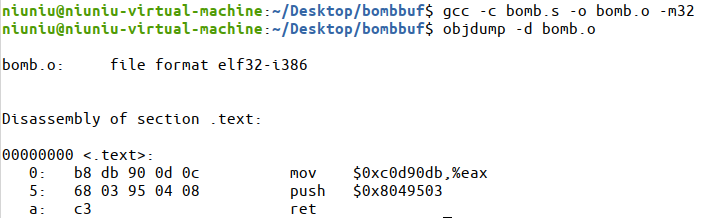 niuniu@niuniu-virtual-machine:~/Desktop/bombbuf$ gcc -c bomb.s -o bomb.o -m32
niuniu@niuniu-virtual-machine:~/Desktop/bombbuf$ objdump -d bomb.o
bomb.o:     file format elf32-i386
Disassembly of section .text:
00000000 <.text>:
   0:   b8 db 90 0d 0c          mov    $0xc0d90db,%eax
   5:   68 03 95 04 08          push   $0x8049503
   a:   c3                      ret